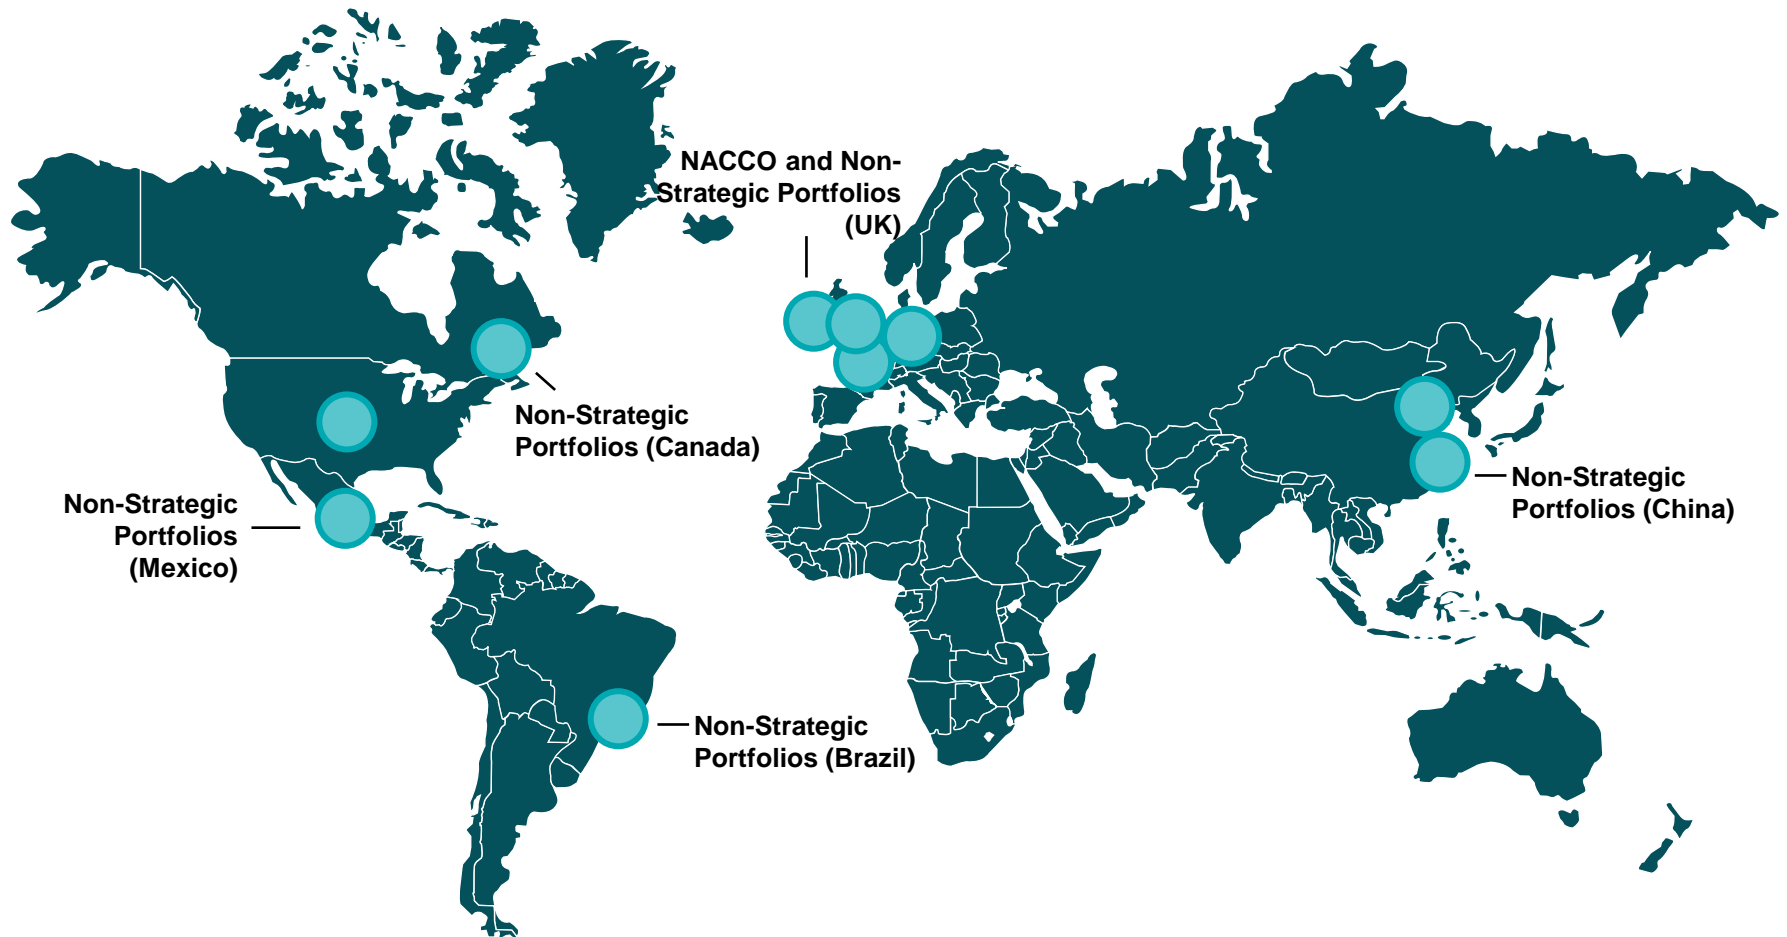 NACCO and Non-
Strategic Portfolios
(UK)
Non-Strategic
Portfolios (Canada)
Non-Strategic
Portfolios
(Mexico)
Non-Strategic
Portfolios (China)
Non-Strategic
Portfolios (Brazil)